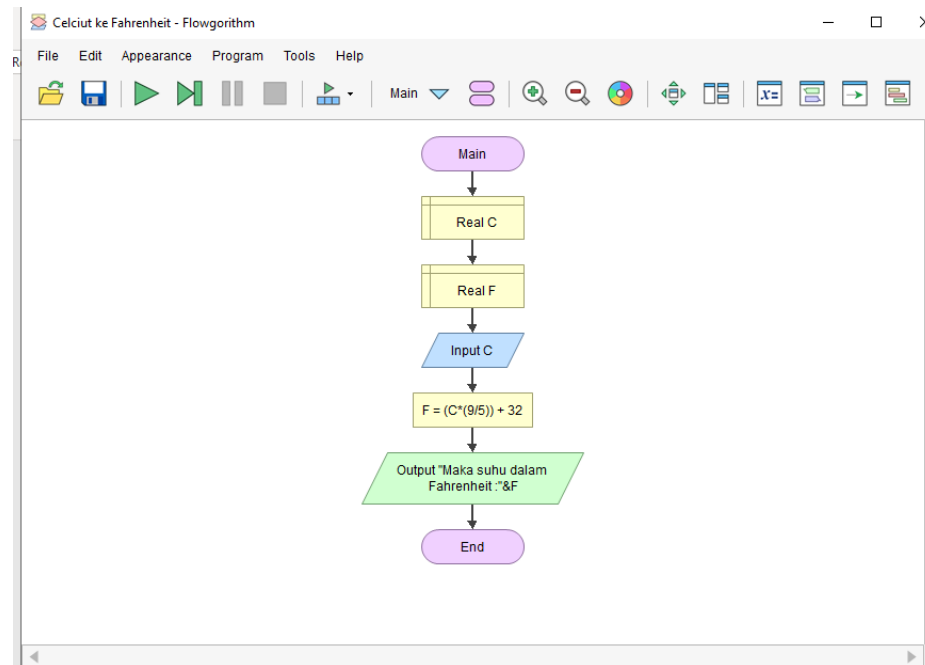 Celciut ke Fahrenheit - Flowgorithm
File Edit Appearance Program Tools Help
Main
x=
Main
Real C
Real F
Input C
F = (C*(9/5)) + 32
Output "Maka suhu dalam
Fahrenheit :"&F
End